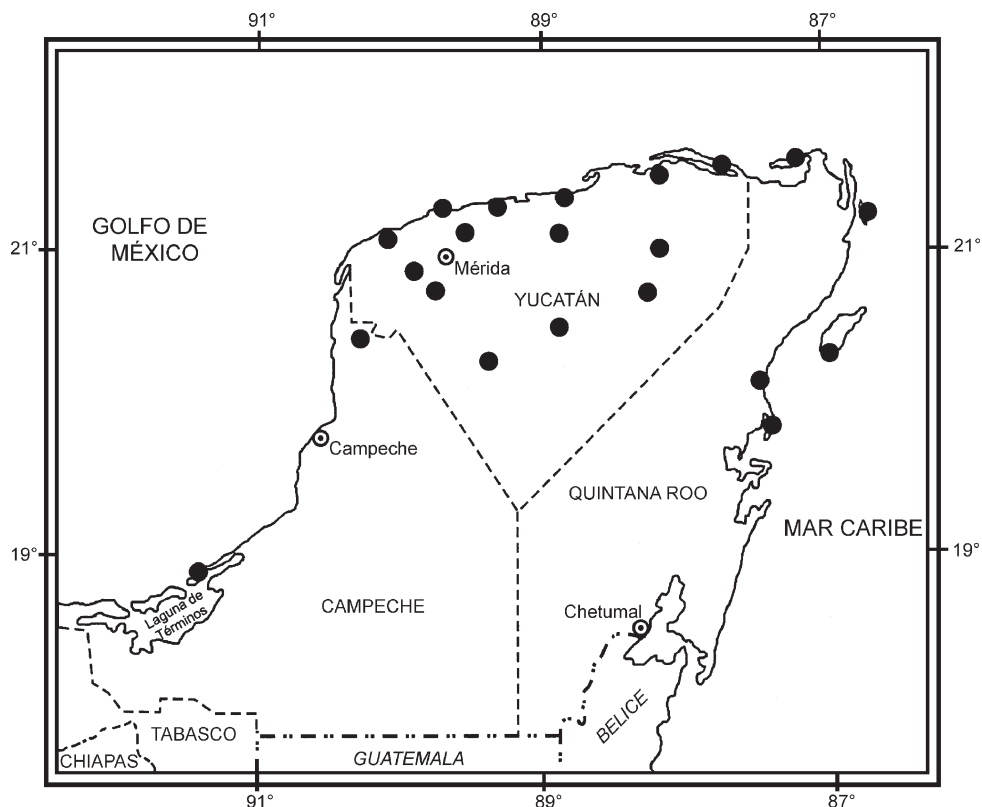 91°
89°
87°
GOLFO DE
MÉXICO
21°
21°
Mérida
YUCATÁN
Campeche
QUINTANA ROO
MAR CARIBE
19°
19°
Laguna de
Términos
CAMPECHE
Chetumal
BELICE
TABASCO
CHIAPAS
GUATEMALA
91°
89°
87°